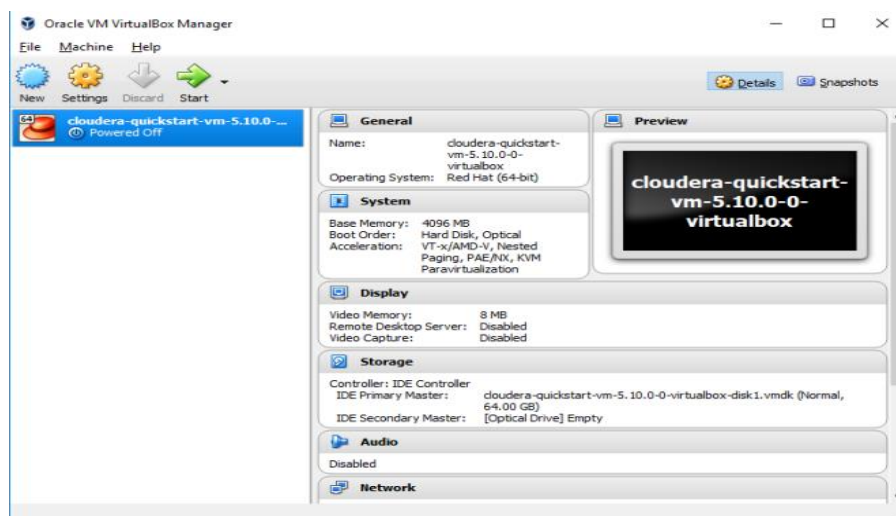 Oracle VM VirtualBox Manager
File Machine Help
New Settings Discard Start Details Snapshots
64 cloudera-quickstart-vm-5.10.0-...
Powered Off
General
Name: cloudera-quickstart-
vm-5.10.0-0-
virtualbox
Operating System: Red Hat (64-bit)
System
Base Memory: 4096 MB
Boot Order: Hard Disk, Optical
Acceleration: VT-x/AMD-V, Nested
Paging, PAE/NX, KVM
Paravirtualization
Preview
cloudera-quickstart-
vm-5.10.0-0-
virtualbox
Display
Video Memory: 8 MB
Remote Desktop Server: Disabled
Video Capture: Disabled
Storage
Controller: IDE Controller
IDE Primary Master: cloudera-quickstart-vm-5.10.0-0-virtualbox-disk1.vmdk (Normal,
64.00 GB)
IDE Secondary Master: [Optical Drive] Empty
Audio
Disabled
Network